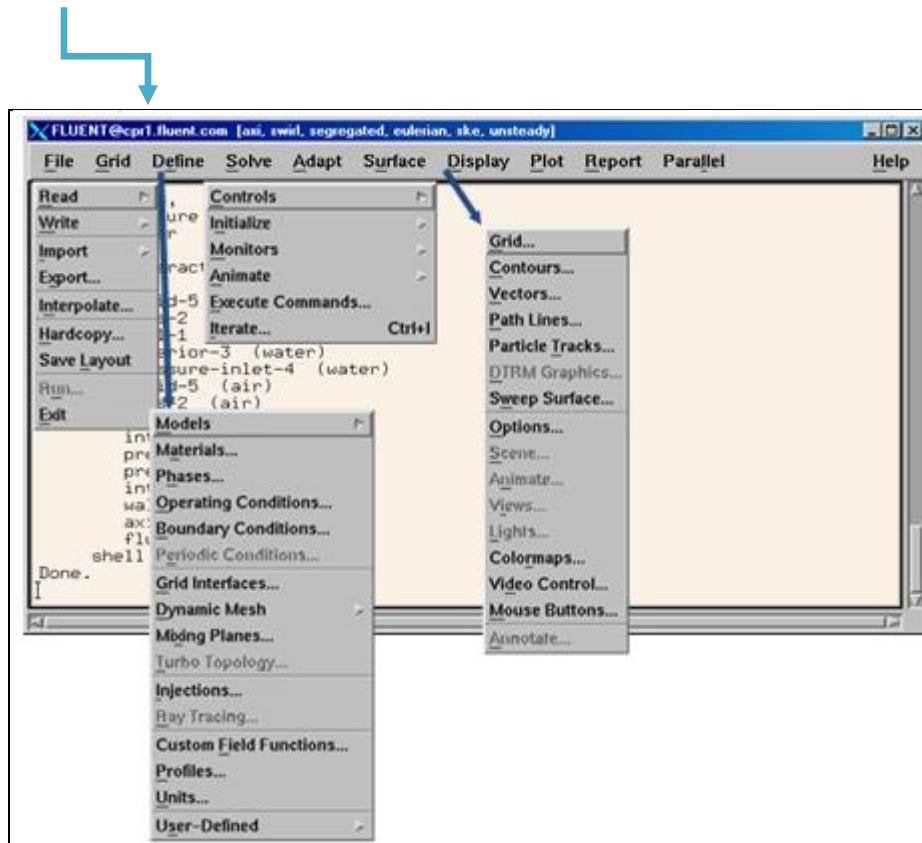 FLUENT@cpr1.fluent.com [axi, swirl, segregated, eulerian, ske, unsteady]
File Grid Define Solve Adapt Surface Display Plot Report Parallel Help
Read
Write
Import
Export...
Interpolate...
Hardcopy...
Save Layout
Run...
Exit
Controls
Initialize
Monitors
Animate
Execute Commands...
Iterate... Ctrl+I
Grid...
Contours...
Vectors...
Path Lines...
Particle Tracks...
DTRM Graphics...
Sweep Surface...
Options...
Scene...
Animate...
Views...
Lights...
Colormaps...
Video Control...
Mouse Buttons...
Annotate...
erior-3 (water)
ssure-inlet-4 (water)
id-5 (air)
-2 (air)
Models
Materials...
Phases...
Operating Conditions...
Boundary Conditions...
Periodic Conditions...
Grid Interfaces...
Dynamic Mesh
Mixing Planes...
Turbo Topology...
Injections...
Ray Tracing...
Custom Field Functions...
Profiles...
Units...
User-Defined
shell
Done.